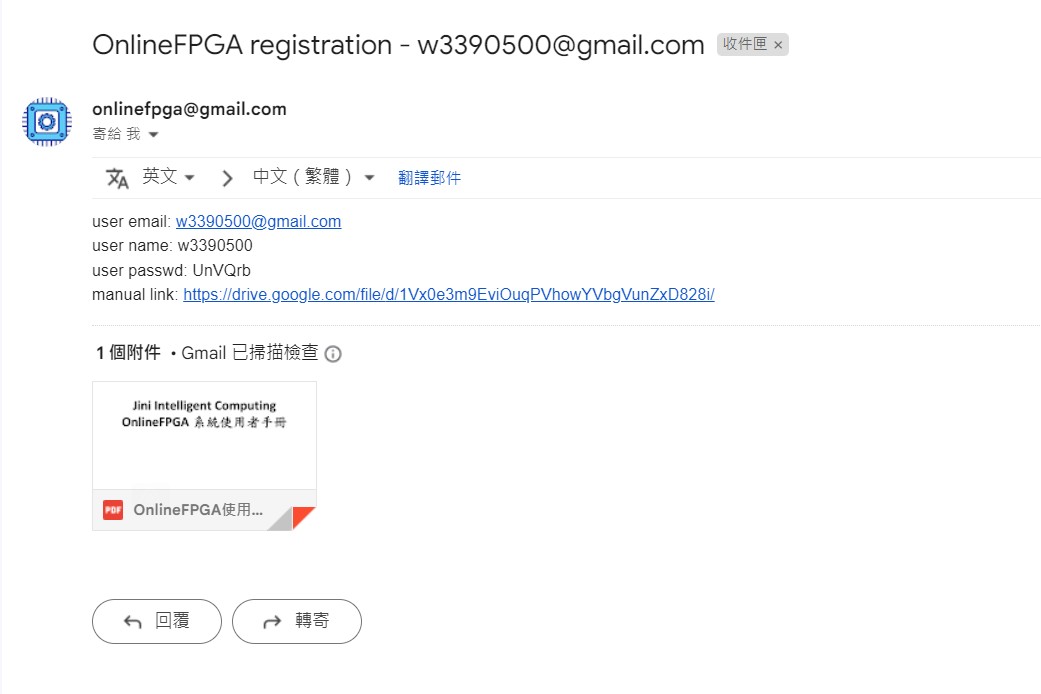 OnlineFPGA registration - w3390500@gmail.com 收件匣 ×
onlinefpga@gmail.com
寄給 我
英文 中文（繁體） 翻譯郵件
user email: w3390500@gmail.com
user name: w3390500
user passwd: UnVQrb
manual link: https://drive.google.com/file/d/1Vx0e3m9EviOuqPVhowYVbgVunZxD828i/
1 個附件 • Gmail 已掃描檢查
Jini Intelligent Computing
OnlineFPGA 系統使用者手冊
PDF OnlineFPGA使用...
回覆 轉寄